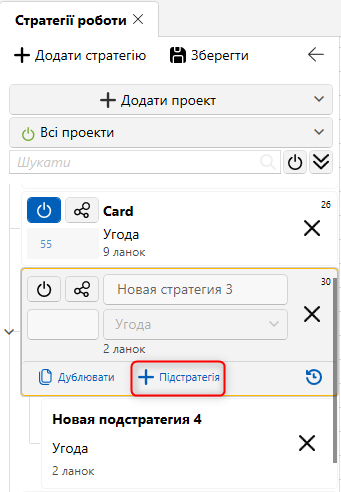 Стратегії роботи
Додати стратегію Зберегти
Додати проект
Всі проекти
Шукати
26
Card
55 Угода
9 ланок
30
Новая стратегия 3
Угода
2 ланок
Дублювати Підстратегія
Новая подстратегия 4
Угода
2 ланок